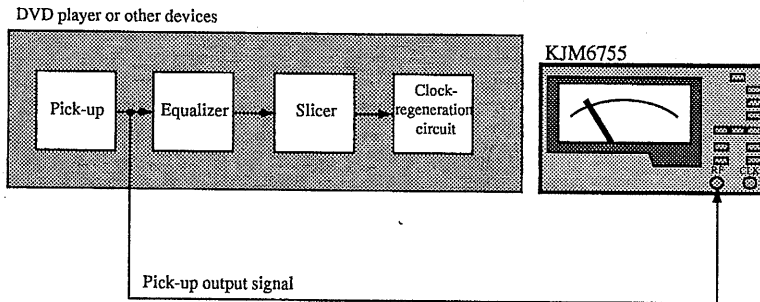 DVD player or other devices
KJM6755
Pick-up
Equalizer
Slicer
Clock-
regeneration
circuit
RF
CLK
Pick-up output signal